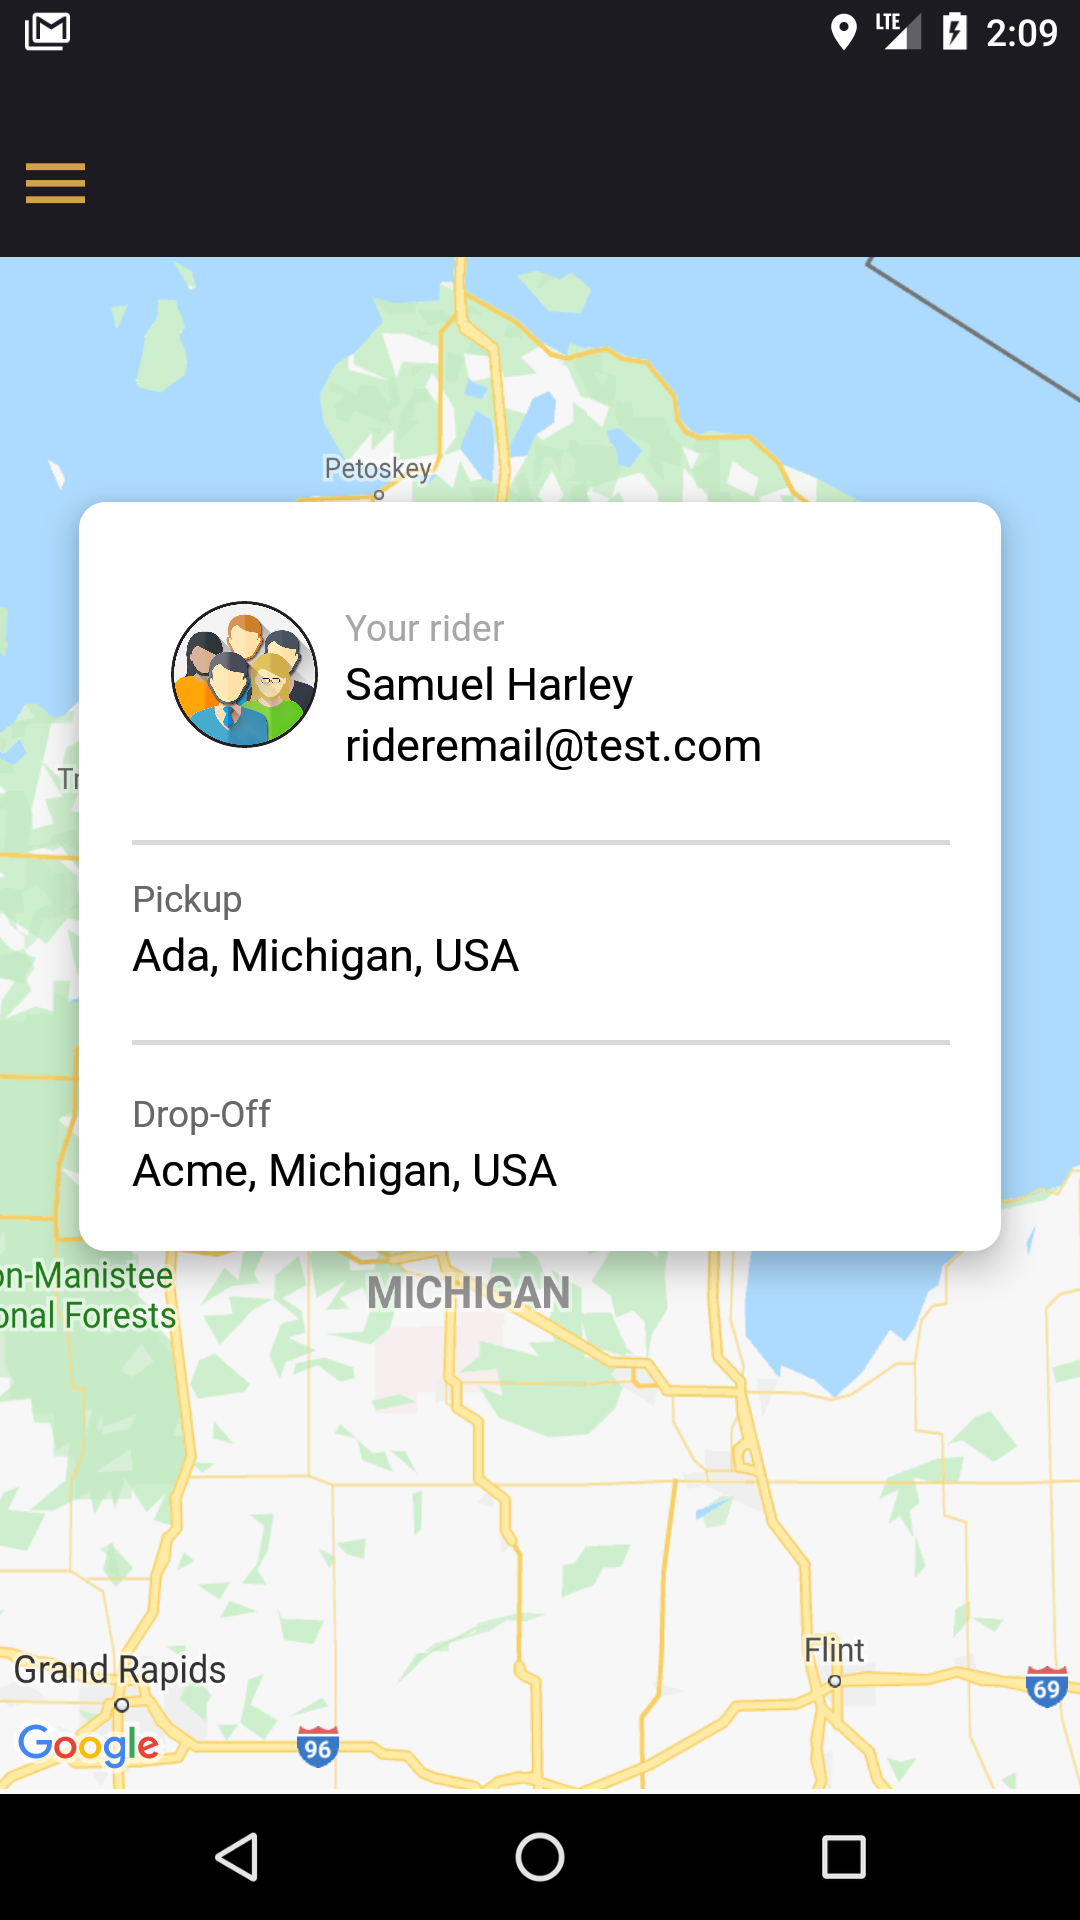 LTE 2:09
Petoskey
Your rider
Samuel Harley
rideremail@test.com
Tr
Pickup
Ada, Michigan, USA
Drop-Off
Acme, Michigan, USA
on-Manistee
onal Forests
MICHIGAN
Grand Rapids
Flint
69
Google
96